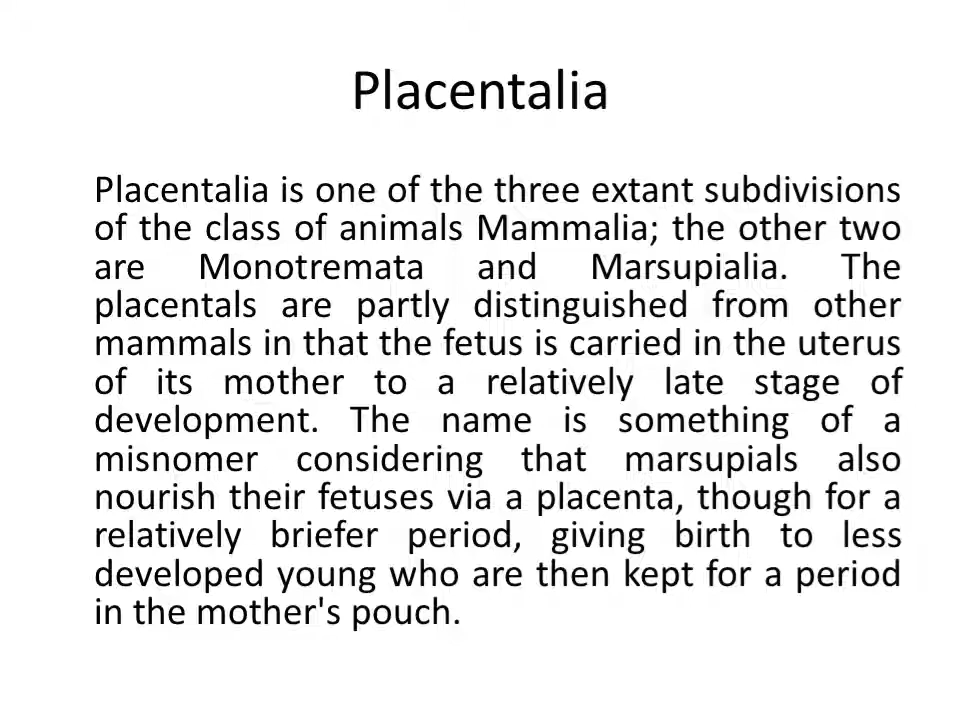 Placentalia
Placentalia is one of the three extant subdivisions
of the class of animals Mammalia; the other two
are Monotremata and Marsupialia. The
placentals are partly distinguished from other
mammals in that the fetus is carried in the uterus
of its mother to a relatively late stage of
development. The name is something of a
misnomer considering that marsupials also
nourish their fetuses via a placenta, though for a
relatively briefer period, giving birth to less
developed young who are then kept for a period
in the mother's pouch.